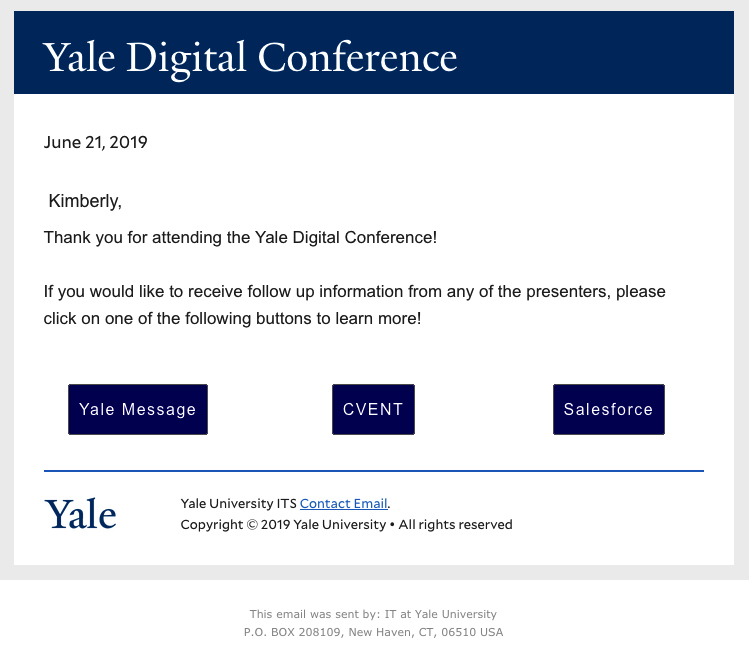 Yale Digital Conference
June 21, 2019
Kimberly,
Thank you for attending the Yale Digital Conference!
If you would like to receive follow up information from any of the presenters, please
click on one of the following buttons to learn more!
Yale Message
CVENT
Salesforce
Yale
Yale University ITS Contact Email.
Copyright © 2019 Yale University • All rights reserved
This email was sent by: IT at Yale University
P.O. BOX 208109, New Haven, CT, 06510 USA